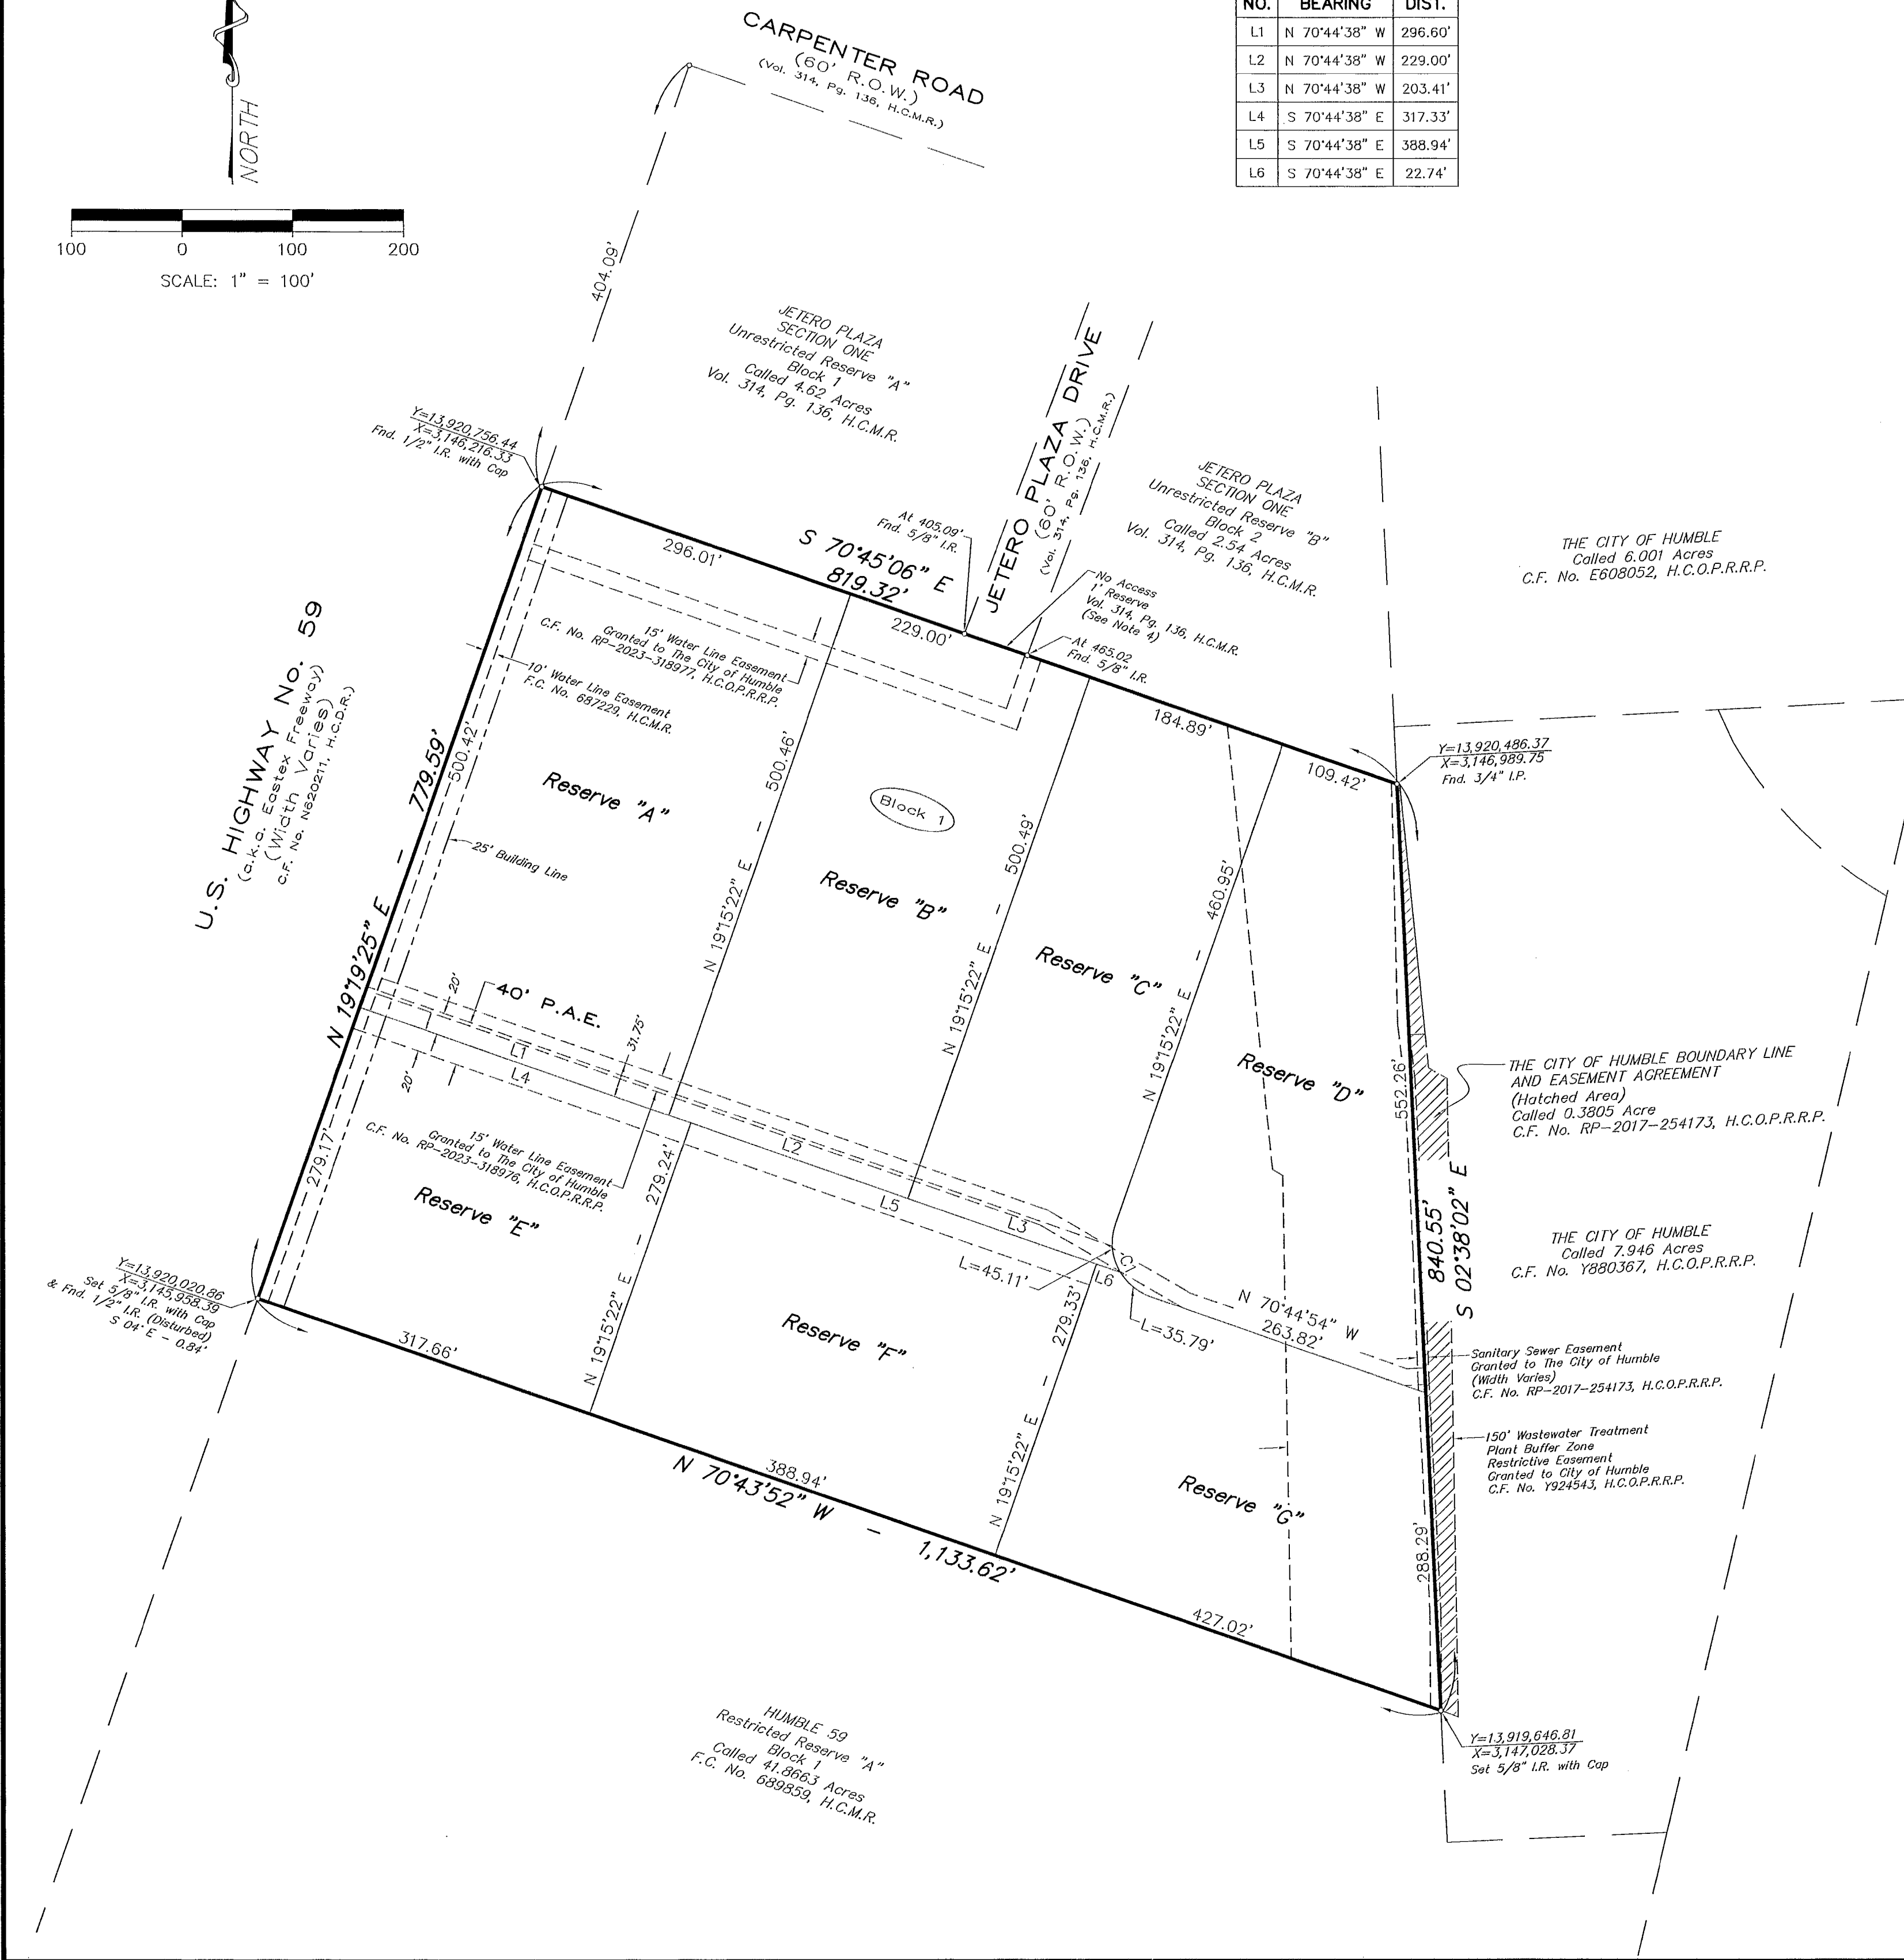 NORTH
100 0 100 200
SCALE: 1" = 100'
CARPENTER ROAD
(60' R.O.W.)
(Vol. 314, Pg. 136, H.C.M.R.)
NO. BEARING DIST.
L1 N 70°44'38" W 296.60'
L2 N 70°44'38" W 229.00'
L3 N 70°44'38" W 203.41'
L4 S 70°44'38" E 317.33'
L5 S 70°44'38" E 388.94'
L6 S 70°44'38" E 22.74'
404.09'
JETERO PLAZA
SECTION ONE
Unrestricted Reserve "A"
Block 1
Called 4.62 Acres
Vol. 314, Pg. 136, H.C.M.R.
JETERO PLAZA DRIVE
(60' R.O.W.)
(Vol. 314, Pg. 136, H.C.M.R.)
JETERO PLAZA
SECTION ONE
Unrestricted Reserve "B"
Block 2
Called 2.54 Acres
Vol. 314, Pg. 136, H.C.M.R.
THE CITY OF HUMBLE
Called 6.001 Acres
C.F. No. E608052, H.C.O.P.R.R.P.
Y=13,920,756.44
X=3,146,216.33
Fnd. 1/2" I.R. with Cap
At 405.09'
Fnd. 5/8" I.R.
296.01'
S 70°45'06" E
819.32'
229.00'
No Access
1' Reserve
Vol. 314, Pg. 136, H.C.M.R.
(See Note 4)
At 465.02
Fnd. 5/8" I.R.
184.89'
109.42'
Y=13,920,486.37
X=3,146,989.75
Fnd. 3/4" I.P.
U.S. HIGHWAY No. 59
(a.k.a. Eastex Freeway)
(Width Varies)
C.F. No. N620211, H.C.D.R.)
15' Water Line Easement
Granted to The City of Humble
C.F. No. RP-2023-318977, H.C.O.P.R.R.P.
10' Water Line Easement
F.C. No. 687229, H.C.M.R.
N 19°19'25" E - 779.59'
500.42'
Reserve "A"
25' Building Line
N 19°15'22" E - 500.46'
Block 1
Reserve "B"
N 19°15'22" E - 500.49'
Reserve "C"
N 19°15'22" E - 460.95'
Reserve "D"
552.26'
THE CITY OF HUMBLE BOUNDARY LINE
AND EASEMENT AGREEMENT
(Hatched Area)
Called 0.3805 Acre
C.F. No. RP-2017-254173, H.C.O.P.R.R.P.
20'
40' P.A.E.
31.75'
L1
L4
20'
L2
L5
L3
L6
C1
L=45.11'
L=35.79'
N 70°44'54" W
263.82'
840.55'
S 02°38'02" E
THE CITY OF HUMBLE
Called 7.946 Acres
C.F. No. Y880367, H.C.O.P.R.R.P.
15' Water Line Easement
Granted to The City of Humble
C.F. No. RP-2023-318976, H.C.O.P.R.R.P.
279.17'
Reserve "E"
N 19°15'22" E - 279.24'
Reserve "F"
N 19°15'22" E - 279.33'
Reserve "G"
288.29'
Sanitary Sewer Easement
Granted to The City of Humble
(Width Varies)
C.F. No. RP-2017-254173, H.C.O.P.R.R.P.
150' Wastewater Treatment
Plant Buffer Zone
Restrictive Easement
Granted to City of Humble
C.F. No. Y924543, H.C.O.P.R.R.P.
Y=13,920,020.86
X=3,145,958.39
Set 5/8" I.R. with Cap
& Fnd. 1/2" I.R. (Disturbed)
S 04° E - 0.84'
317.66'
388.94'
N 70°43'52" W - 1,133.62'
427.02'
Y=13,919,646.81
X=3,147,028.37
Set 5/8" I.R. with Cap
HUMBLE 59
Restricted Reserve "A"
Block 1
Called 41.8663 Acres
F.C. No. 689859, H.C.M.R.